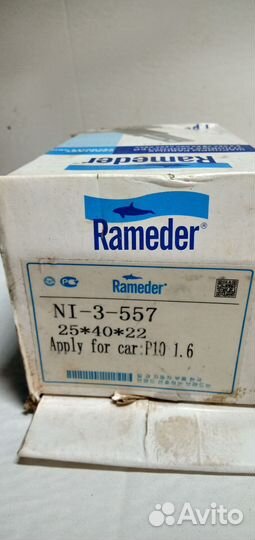 Rameder
Rameder®
Rameder®
NI-3-557
25*40*22
Apply for car:P10 1.6
Avito